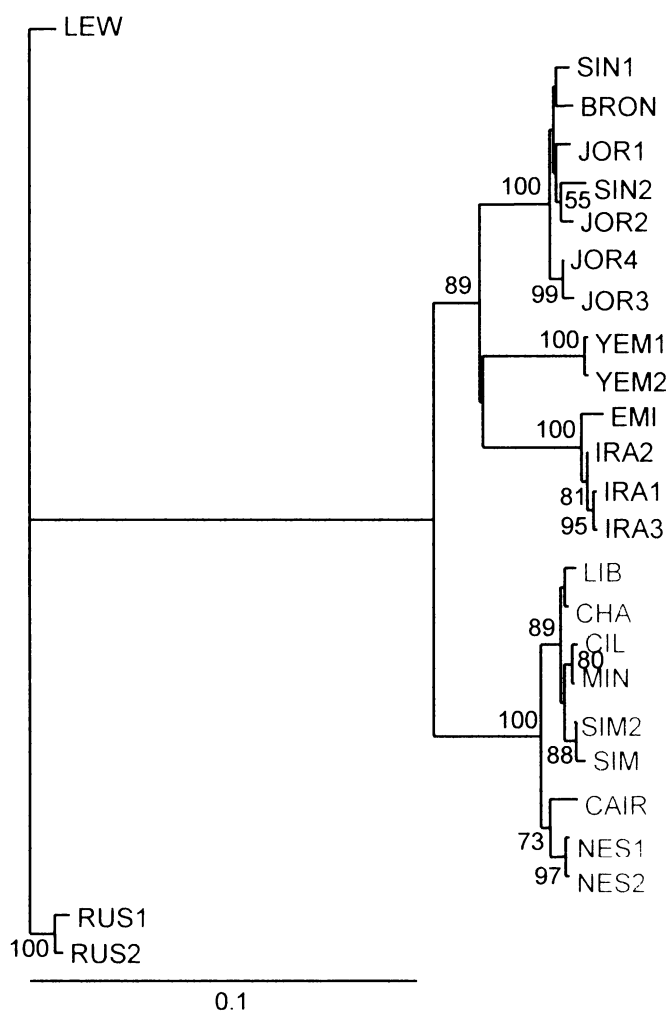 LEW
SIN1
BRON
JOR1
100
SIN2
55
JOR2
JOR4
89
99
JOR3
100
YEM1
YEM2
EMI
100
IRA2
81
IRA1
95
IRA3
LIB
CHA
89
CIL
80
MIN
100
SIM2
88
SIM
CAIR
73
NES1
97
NES2
RUS1
100
RUS2
0.1